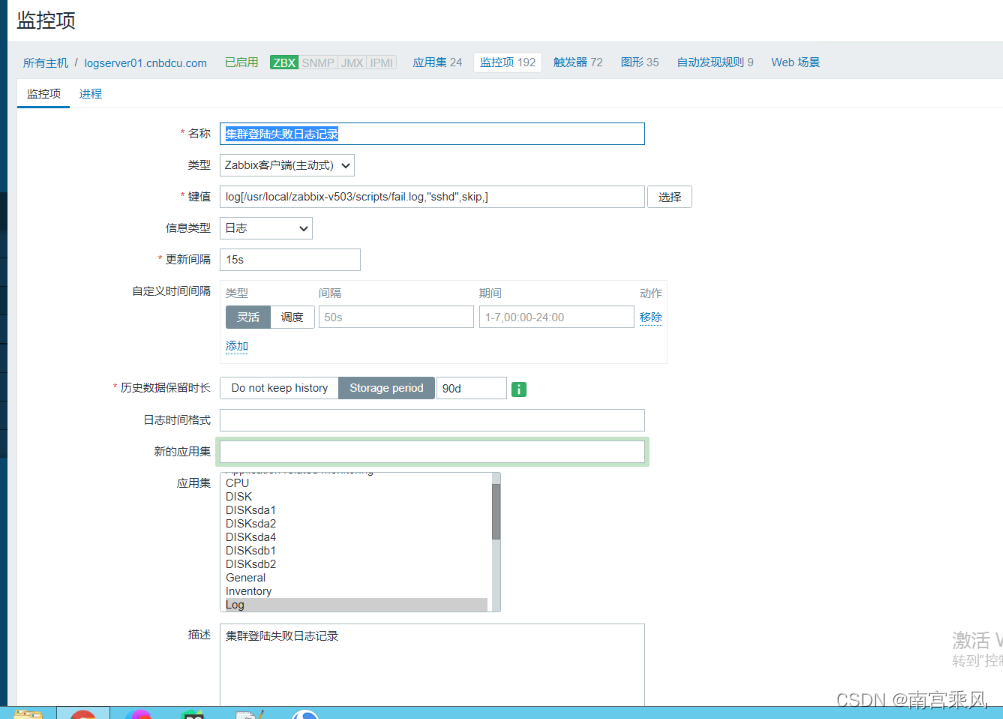 监控项
所有主机 / logserver01.cnbdcu.com 已启用 ZBX SNMP JMX IPMI 应用集 24 监控项 192 触发器 72 图形 35 自动发现规则 9 Web 场景
监控项 进程
* 名称 集群登陆失败日志记录
类型 Zabbix客户端(主动式)
* 键值 log[/usr/local/zabbix-v503/scripts/fail.log,"sshd",skip,] 选择
信息类型 日志
* 更新间隔 15s
自定义时间间隔 类型 间隔 期间 动作
灵活 调度 50s 1-7,00:00-24:00 移除
添加
* 历史数据保留时长 Do not keep history Storage period 90d
日志时间格式
新的应用集
应用集 Application related monitoring
CPU
DISK
DISKsda1
DISKsda2
DISKsda4
DISKsdb1
DISKsdb2
General
Inventory
Log
描述 集群登陆失败日志记录
激活
转到"控制
CSDN @南宫乘风